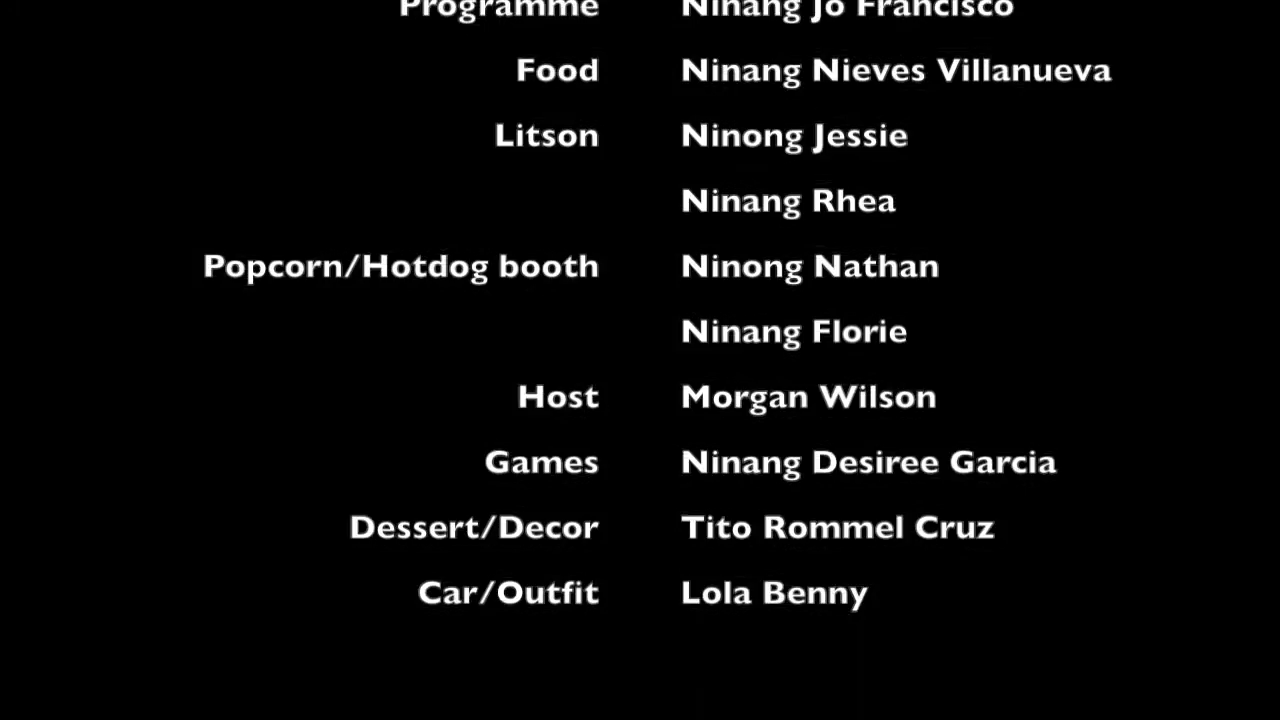 Programme Ninang Jo Francisco
Food Ninang Nieves Villanueva
Litson Ninong Jessie
Ninang Rhea
Popcorn/Hotdog booth Ninong Nathan
Ninang Florie
Host Morgan Wilson
Games Ninang Desiree Garcia
Dessert/Decor Tito Rommel Cruz
Car/Outfit Lola Benny